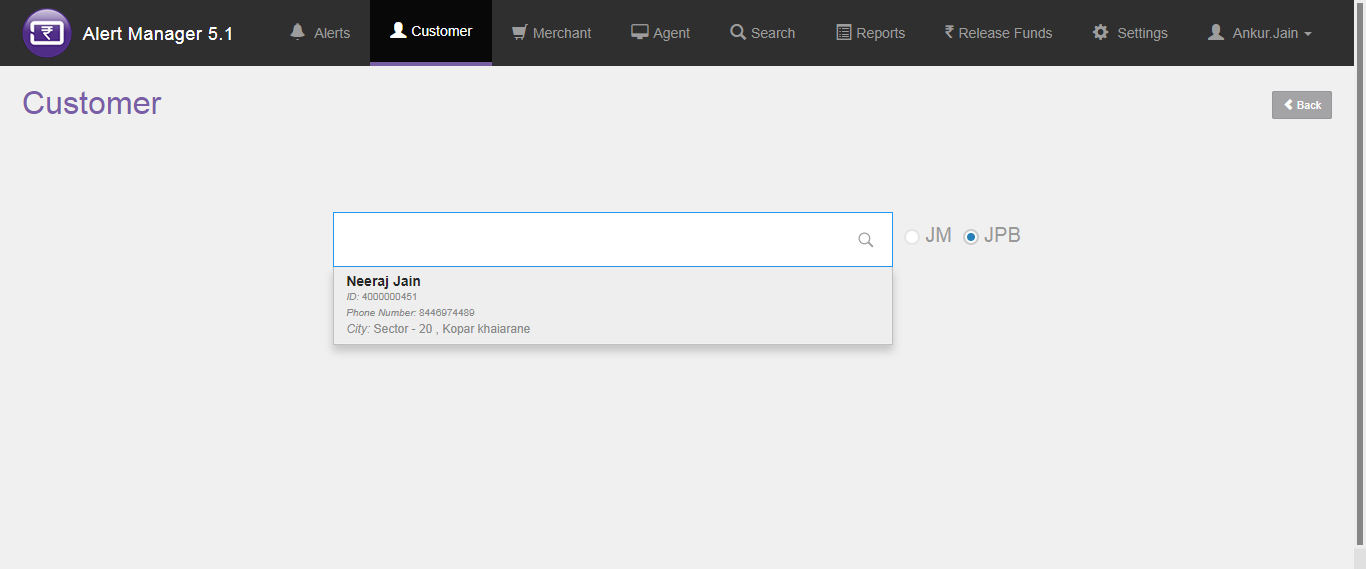 Alert Manager 5.1
Alerts
Customer
Merchant
Agent
Search
Reports
₹ Release Funds
Settings
Ankur.Jain
Customer
Back
JM
JPB
Neeraj Jain
ID: 4000000451
Phone Number: 8446974489
City: Sector - 20 , Kopar khaiarane